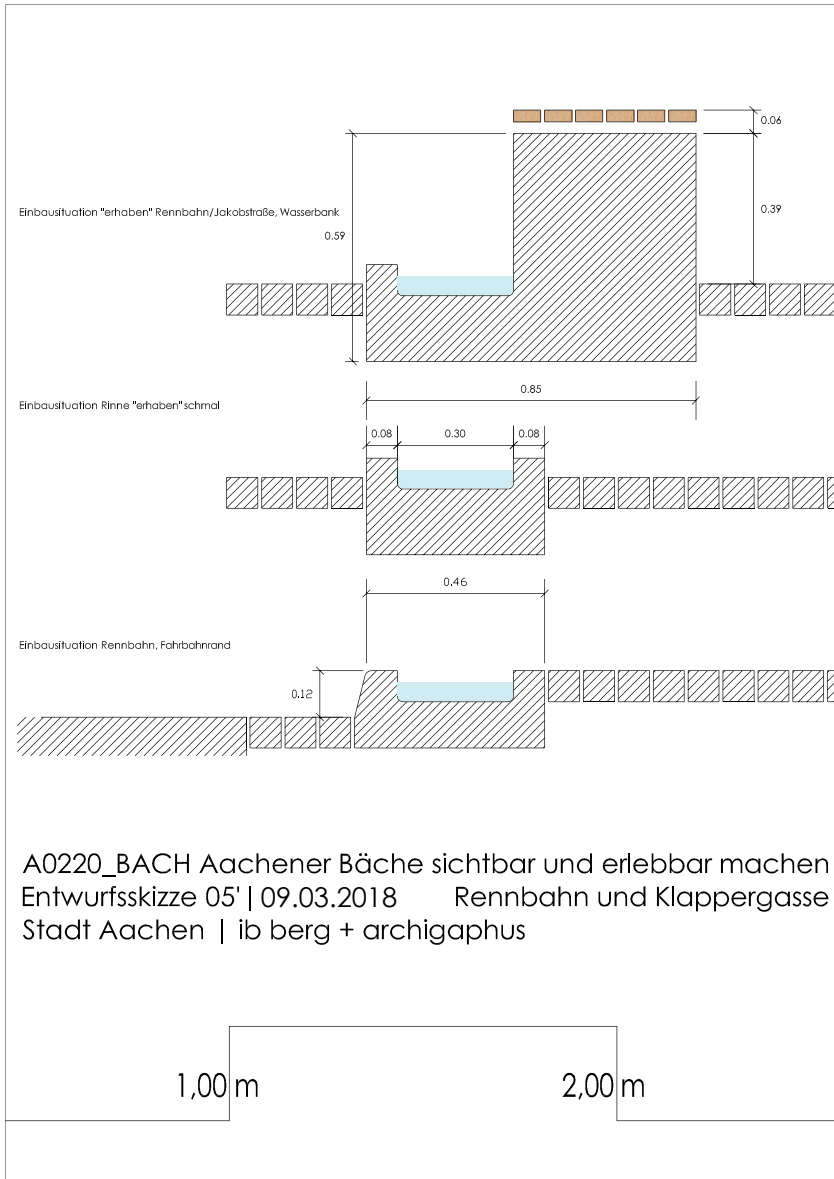 0.06
0.39
Einbausituation "erhaben" Rennbahn/Jakobstraße, Wasserbank
0.59
0.85
Einbausituation Rinne "erhaben" schmal
0.08 0.30 0.08
0.46
Einbausituation Rennbahn, Fahrbahnrand
0.12
A0220_BACH Aachener Bäche sichtbar und erlebbar machen
Entwurfsskizze 05' | 09.03.2018 Rennbahn und Klappergasse
Stadt Aachen | ib berg + archigaphus
1,00 m 2,00 m